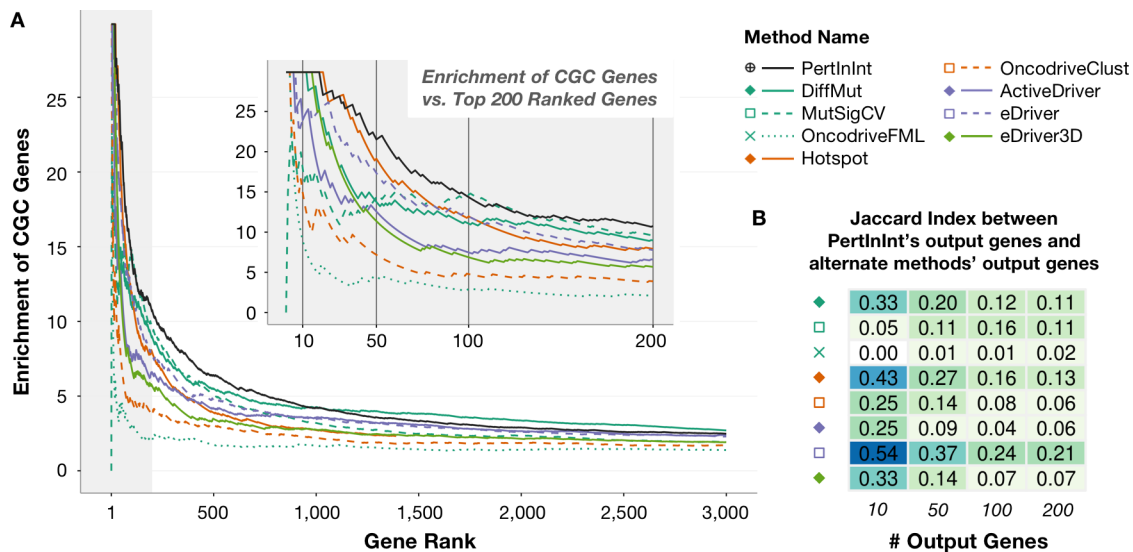 A
Enrichment of CGC Genes
25
20
15
10
5
0
1
500
1,000
1,500
2,000
2,500
3,000
Gene Rank
Enrichment of CGC Genes
vs. Top 200 Ranked Genes
25
20
15
10
5
0
10
50
100
200
Method Name
PertInInt
DiffMut
MutSigCV
OncodriveFML
Hotspot
OncodriveClust
ActiveDriver
eDriver
eDriver3D
B
Jaccard Index between
PertInInt's output genes and
alternate methods' output genes
0.33 0.20 0.12 0.11
0.05 0.11 0.16 0.11
0.00 0.01 0.01 0.02
0.43 0.27 0.16 0.13
0.25 0.14 0.08 0.06
0.25 0.09 0.04 0.06
0.54 0.37 0.24 0.21
0.33 0.14 0.07 0.07
10 50 100 200
# Output Genes